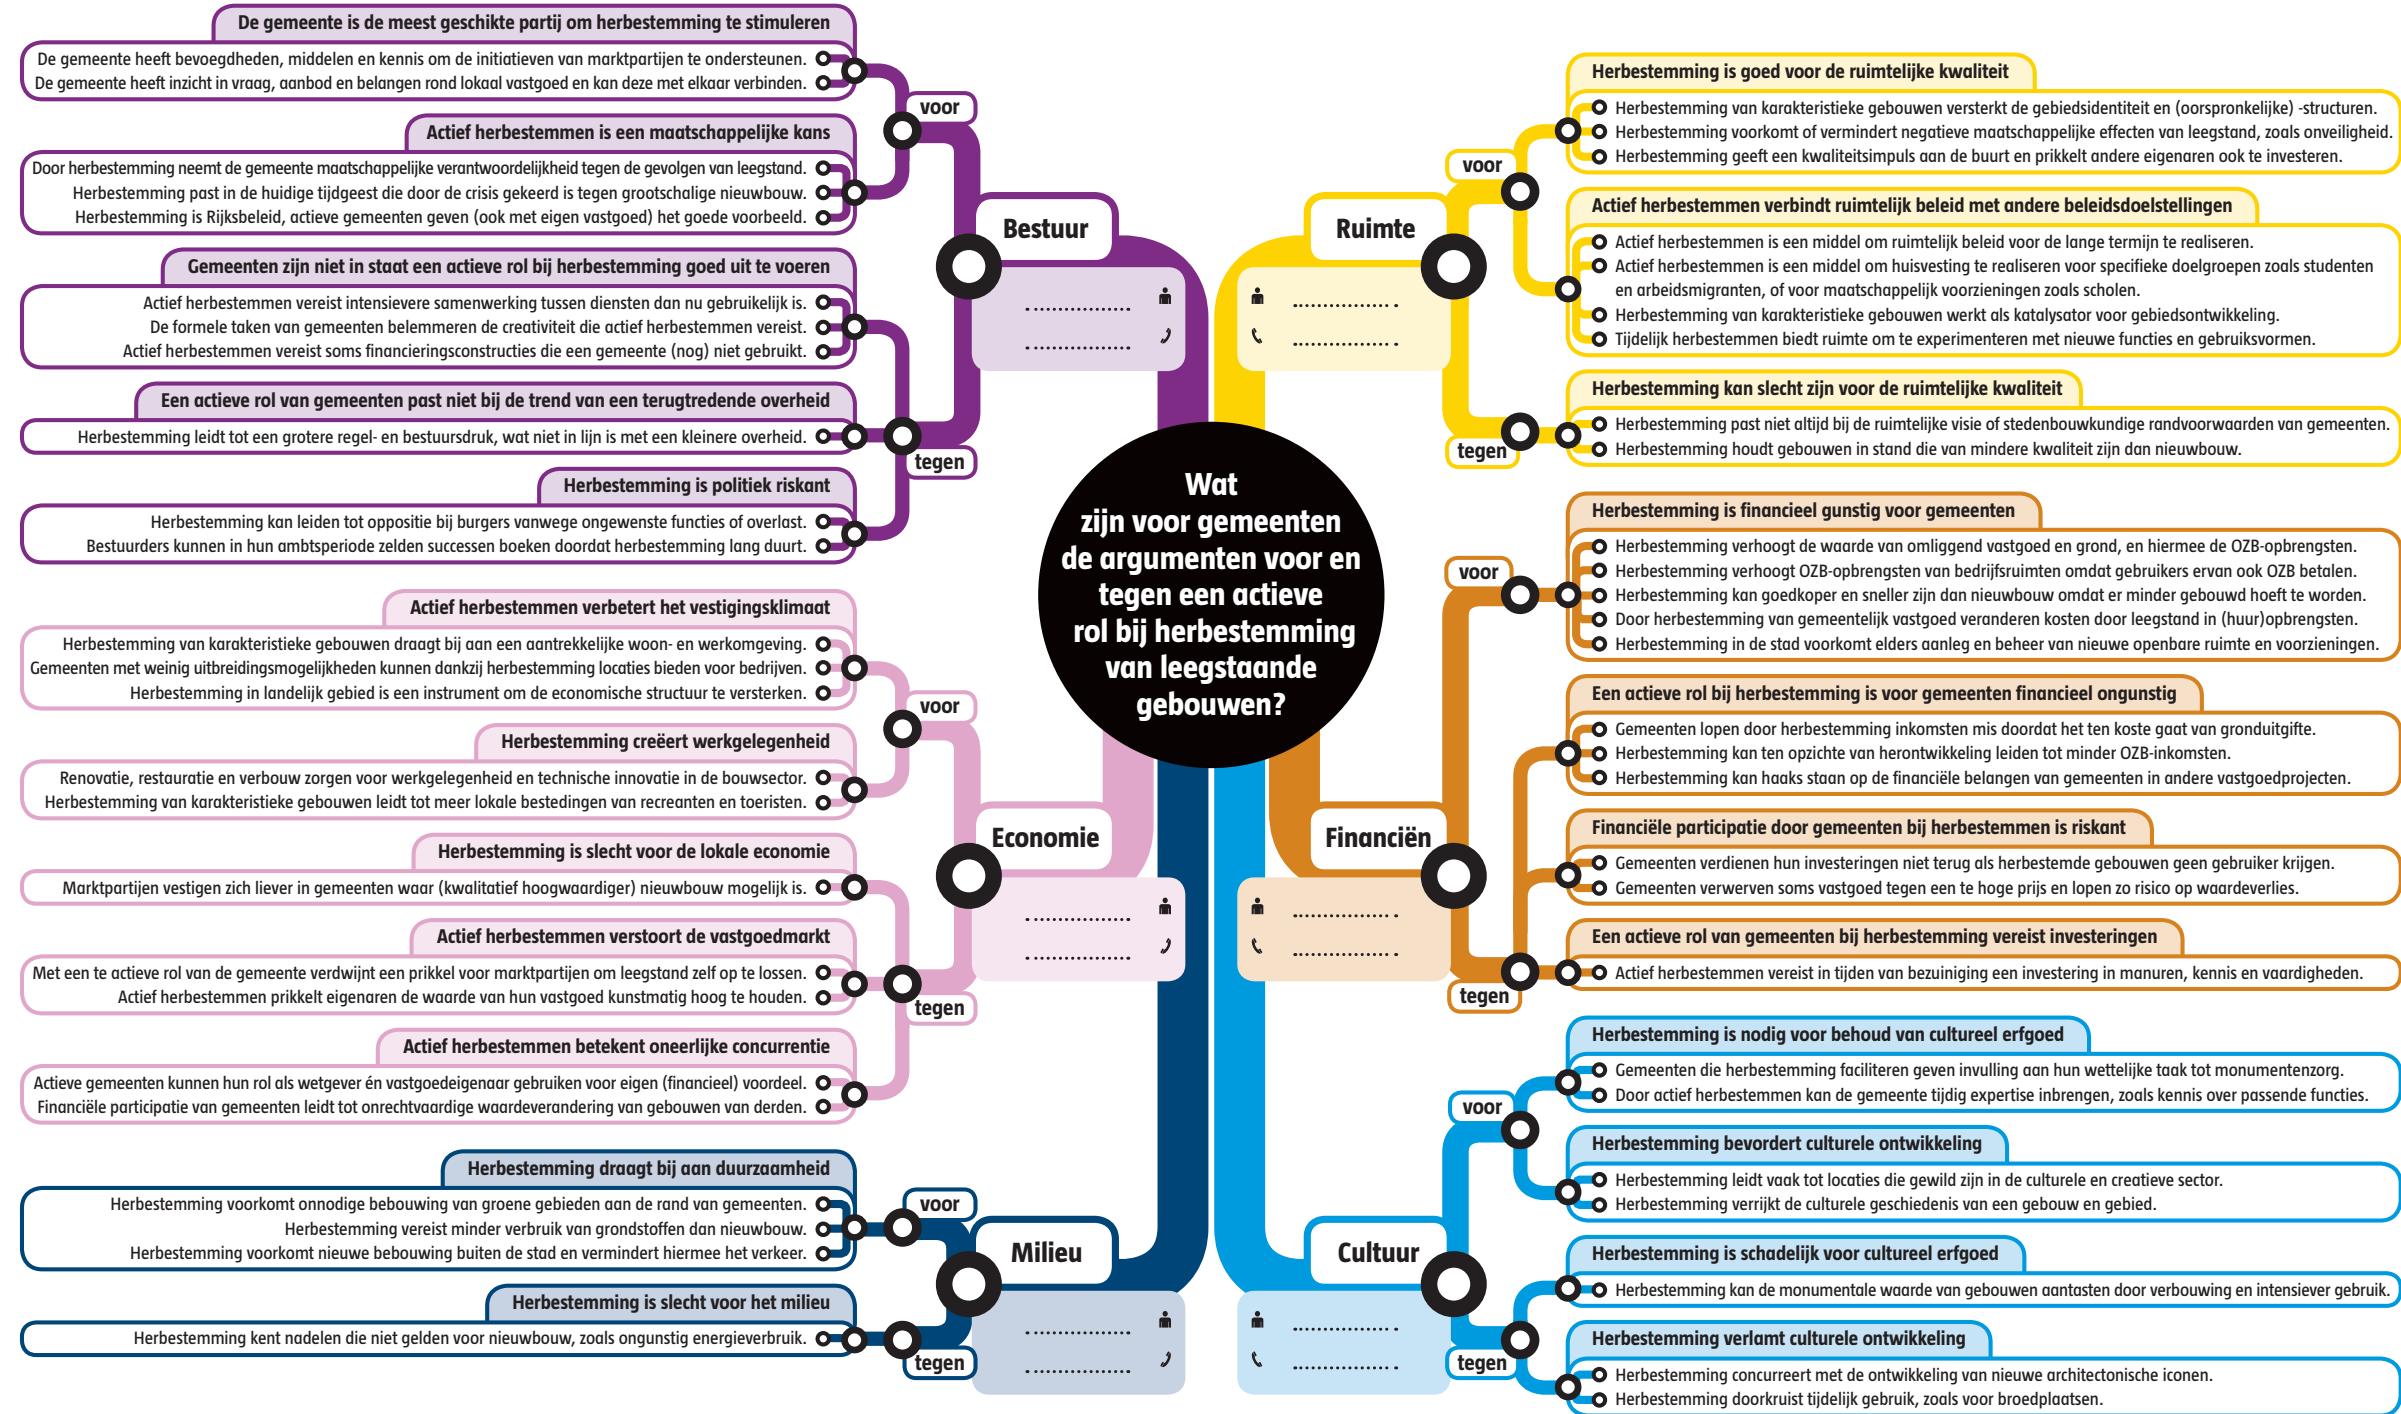 De gemeente is de meest geschikte partij om herbestemming te stimuleren
De gemeente heeft bevoegdheden, middelen en kennis om de initiatieven van marktpartijen te ondersteunen.
De gemeente heeft inzicht in vraag, aanbod en belangen rond lokaal vastgoed en kan deze met elkaar verbinden.
voor
Actief herbestemmen is een maatschappelijke kans
Door herbestemming neemt de gemeente maatschappelijke verantwoordelijkheid tegen de gevolgen van leegstand.
Herbestemming past in de huidige tijdgeest die door de crisis gekeerd is tegen grootschalige nieuwbouw.
Herbestemming is Rijksbeleid, actieve gemeenten geven (ook met eigen vastgoed) het goede voorbeeld.
Bestuur
Gemeenten zijn niet in staat een actieve rol bij herbestemming goed uit te voeren
Actief herbestemmen vereist intensievere samenwerking tussen diensten dan nu gebruikelijk is.
De formele taken van gemeenten belemmeren de creativiteit die actief herbestemmen vereist.
Actief herbestemmen vereist soms financieringsconstructies die een gemeente (nog) niet gebruikt.
Een actieve rol van gemeenten past niet bij de trend van een terugtredende overheid
Herbestemming leidt tot een grotere regel- en bestuursdruk, wat niet in lijn is met een kleinere overheid.
tegen
Herbestemming is politiek riskant
Herbestemming kan leiden tot oppositie bij burgers vanwege ongewenste functies of overlast.
Bestuurders kunnen in hun ambtsperiode zelden successen boeken doordat herbestemming lang duurt.
Actief herbestemmen verbetert het vestigingsklimaat
Herbestemming van karakteristieke gebouwen draagt bij aan een aantrekkelijke woon- en werkomgeving.
Gemeenten met weinig uitbreidingsmogelijkheden kunnen dankzij herbestemming locaties bieden voor bedrijven.
Herbestemming in landelijk gebied is een instrument om de economische structuur te versterken.
voor
Herbestemming creëert werkgelegenheid
Renovatie, restauratie en verbouw zorgen voor werkgelegenheid en technische innovatie in de bouwsector.
Herbestemming van karakteristieke gebouwen leidt tot meer lokale bestedingen van recreanten en toeristen.
Economie
Herbestemming is slecht voor de lokale economie
Marktpartijen vestigen zich liever in gemeenten waar (kwalitatief hoogwaardiger) nieuwbouw mogelijk is.
Actief herbestemmen verstoort de vastgoedmarkt
Met een te actieve rol van de gemeente verdwijnt een prikkel voor marktpartijen om leegstand zelf op te lossen.
Actief herbestemmen prikkelt eigenaren de waarde van hun vastgoed kunstmatig hoog te houden.
tegen
Actief herbestemmen betekent oneerlijke concurrentie
Actieve gemeenten kunnen hun rol als wetgever én vastgoedeigenaar gebruiken voor eigen (financieel) voordeel.
Financiële participatie van gemeenten leidt tot onrechtvaardige waardeverandering van gebouwen van derden.
Herbestemming draagt bij aan duurzaamheid
Herbestemming voorkomt onnodige bebouwing van groene gebieden aan de rand van gemeenten.
Herbestemming vereist minder verbruik van grondstoffen dan nieuwbouw.
Herbestemming voorkomt nieuwe bebouwing buiten de stad en vermindert hiermee het verkeer.
voor
Milieu
Herbestemming is slecht voor het milieu
Herbestemming kent nadelen die niet gelden voor nieuwbouw, zoals ongunstig energieverbruik.
tegen
Wat
zijn voor gemeenten
de argumenten voor en
tegen een actieve
rol bij herbestemming
van leegstaande
gebouwen?
Herbestemming is goed voor de ruimtelijke kwaliteit
Herbestemming van karakteristieke gebouwen versterkt de gebiedsidentiteit en (oorspronkelijke) -structuren.
Herbestemming voorkomt of vermindert negatieve maatschappelijke effecten van leegstand, zoals onveiligheid.
Herbestemming geeft een kwaliteitsimpuls aan de buurt en prikkelt andere eigenaren ook te investeren.
voor
Actief herbestemmen verbindt ruimtelijk beleid met andere beleidsdoelstellingen
Actief herbestemmen is een middel om ruimtelijk beleid voor de lange termijn te realiseren.
Actief herbestemmen is een middel om huisvesting te realiseren voor specifieke doelgroepen zoals studenten
en arbeidsmigranten, of voor maatschappelijk voorzieningen zoals scholen.
Herbestemming van karakteristieke gebouwen werkt als katalysator voor gebiedsontwikkeling.
Tijdelijk herbestemmen biedt ruimte om te experimenteren met nieuwe functies en gebruiksvormen.
Ruimte
Herbestemming kan slecht zijn voor de ruimtelijke kwaliteit
Herbestemming past niet altijd bij de ruimtelijke visie of stedenbouwkundige randvoorwaarden van gemeenten.
Herbestemming houdt gebouwen in stand die van mindere kwaliteit zijn dan nieuwbouw.
tegen
Herbestemming is financieel gunstig voor gemeenten
Herbestemming verhoogt de waarde van omliggend vastgoed en grond, en hiermee de OZB-opbrengsten.
Herbestemming verhoogt OZB-opbrengsten van bedrijfsruimten omdat gebruikers ervan ook OZB betalen.
Herbestemming kan goedkoper en sneller zijn dan nieuwbouw omdat er minder gebouwd hoeft te worden.
Door herbestemming van gemeentelijk vastgoed veranderen kosten door leegstand in (huur)opbrengsten.
Herbestemming in de stad voorkomt elders aanleg en beheer van nieuwe openbare ruimte en voorzieningen.
voor
Een actieve rol bij herbestemming is voor gemeenten financieel ongunstig
Gemeenten lopen door herbestemming inkomsten mis doordat het ten koste gaat van gronduitgifte.
Herbestemming kan ten opzichte van herontwikkeling leiden tot minder OZB-inkomsten.
Herbestemming kan haaks staan op de financiële belangen van gemeenten in andere vastgoedprojecten.
Financiën
Financiële participatie door gemeenten bij herbestemmen is riskant
Gemeenten verdienen hun investeringen niet terug als herbestemde gebouwen geen gebruiker krijgen.
Gemeenten verwerven soms vastgoed tegen een te hoge prijs en lopen zo risico op waardeverlies.
Een actieve rol van gemeenten bij herbestemming vereist investeringen
Actief herbestemmen vereist in tijden van bezuiniging een investering in manuren, kennis en vaardigheden.
tegen
Herbestemming is nodig voor behoud van cultureel erfgoed
Gemeenten die herbestemming faciliteren geven invulling aan hun wettelijke taak tot monumentenzorg.
Door actief herbestemmen kan de gemeente tijdig expertise inbrengen, zoals kennis over passende functies.
voor
Herbestemming bevordert culturele ontwikkeling
Herbestemming leidt vaak tot locaties die gewild zijn in de culturele en creatieve sector.
Herbestemming verrijkt de culturele geschiedenis van een gebouw en gebied.
Cultuur
Herbestemming is schadelijk voor cultureel erfgoed
Herbestemming kan de monumentale waarde van gebouwen aantasten door verbouwing en intensiever gebruik.
Herbestemming verlamt culturele ontwikkeling
Herbestemming concurreert met de ontwikkeling van nieuwe architectonische iconen.
Herbestemming doorkruist tijdelijk gebruik, zoals voor broedplaatsen.
tegen